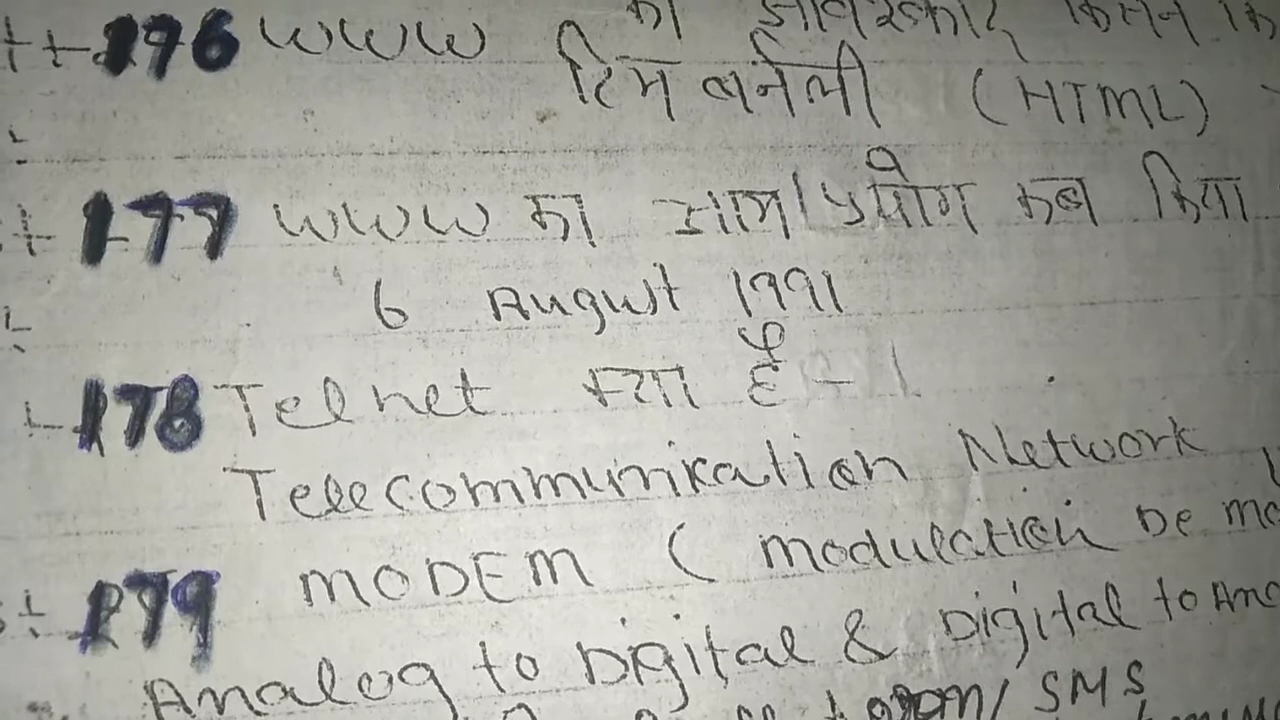 176 WWW का आविष्कार किसने
टिम बर्नर्ली (HTML)
177 WWW का आम/प्रयोग कब किया
6 August 1991
178 Telnet क्या है -
Telecommunication Network
179 MODEM ( Modulation De mo
Analog to Digital & Digital to Ana
SMS